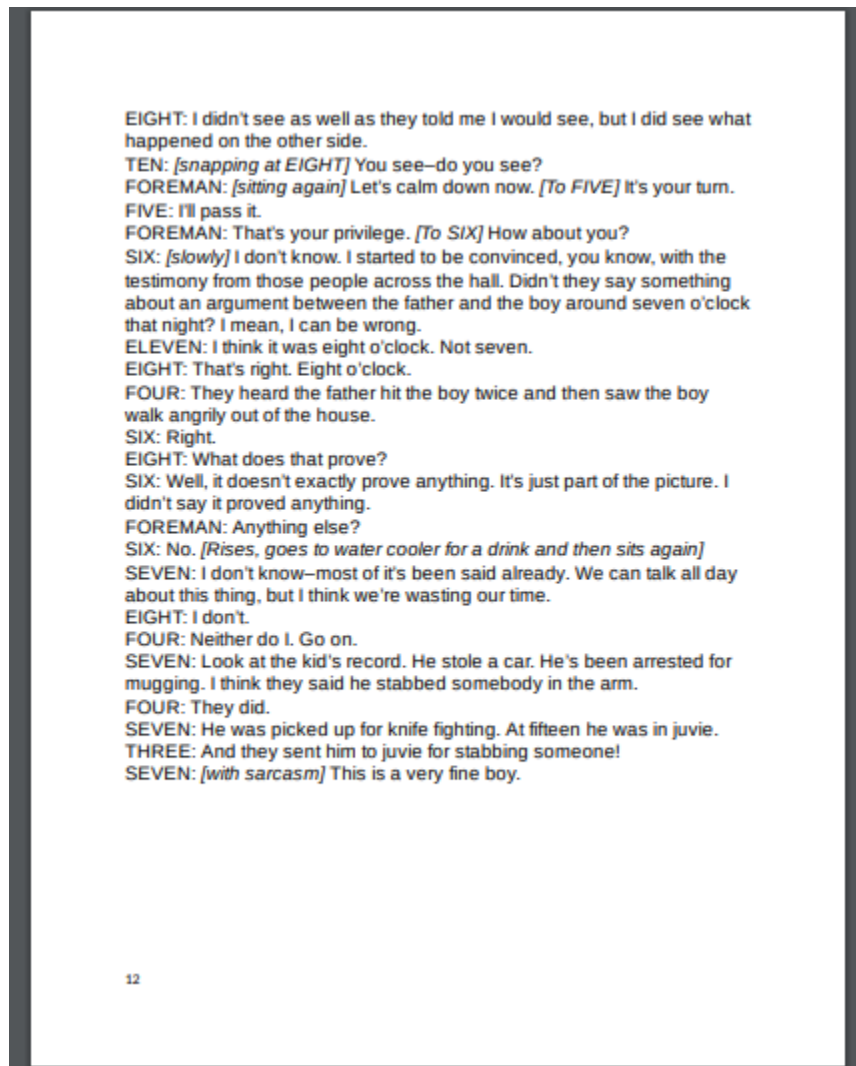 EIGHT: I didn't see as well as they told me I would see, but I did see what
happened on the other side.
TEN: [snapping at EIGHT] You see–do you see?
FOREMAN: [sitting again] Let's calm down now. [To FIVE] It's your turn.
FIVE: I'll pass it.
FOREMAN: That's your privilege. [To SIX] How about you?
SIX: [slowly] I don't know. I started to be convinced, you know, with the
testimony from those people across the hall. Didn't they say something
about an argument between the father and the boy around seven o'clock
that night? I mean, I can be wrong.
ELEVEN: I think it was eight o'clock. Not seven.
EIGHT: That's right. Eight o'clock.
FOUR: They heard the father hit the boy twice and then saw the boy
walk angrily out of the house.
SIX: Right.
EIGHT: What does that prove?
SIX: Well, it doesn't exactly prove anything. It's just part of the picture. I
didn't say it proved anything.
FOREMAN: Anything else?
SIX: No. [Rises, goes to water cooler for a drink and then sits again]
SEVEN: I don't know–most of it's been said already. We can talk all day
about this thing, but I think we're wasting our time.
EIGHT: I don't.
FOUR: Neither do I. Go on.
SEVEN: Look at the kid's record. He stole a car. He's been arrested for
mugging. I think they said he stabbed somebody in the arm.
FOUR: They did.
SEVEN: He was picked up for knife fighting. At fifteen he was in juvie.
THREE: And they sent him to juvie for stabbing someone!
SEVEN: [with sarcasm] This is a very fine boy.
12